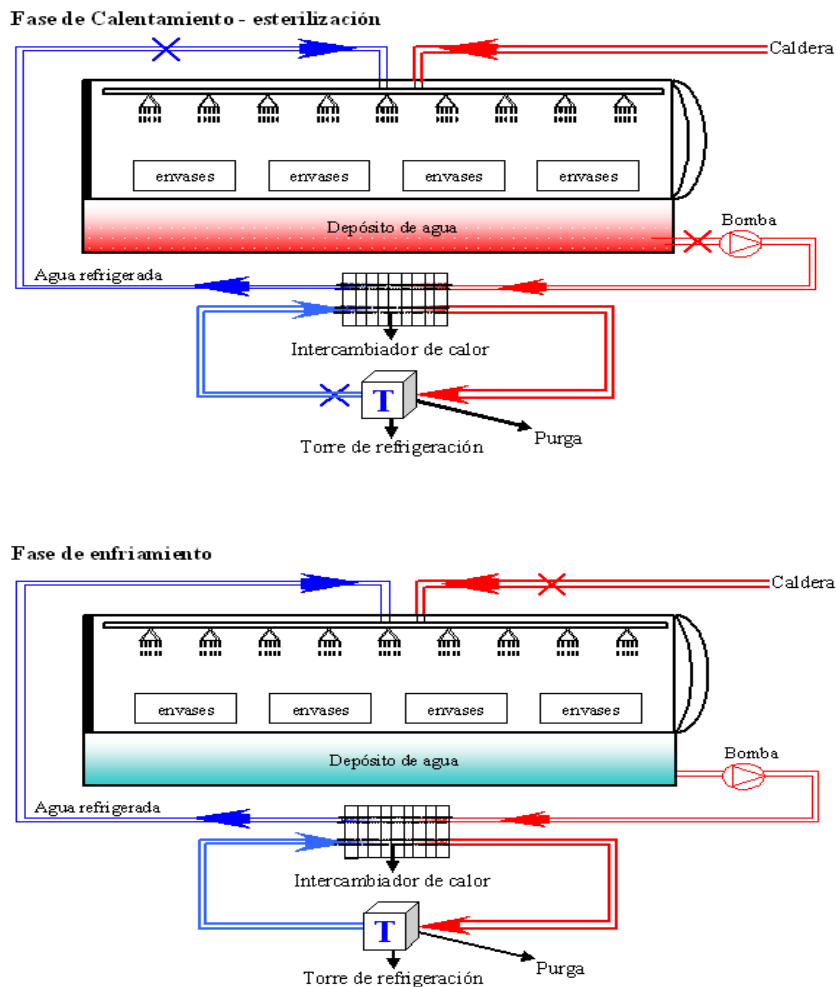 Fase de Calentamiento - esterilización
Caldera
envases envases envases envases
Depósito de agua
Bomba
Agua refrigerada
Intercambiador de calor
T
Purga
Torre de refrigeración
Fase de enfriamiento
Caldera
envases envases envases envases
Depósito de agua
Bomba
Agua refrigerada
Intercambiador de calor
T
Purga
Torre de refrigeración